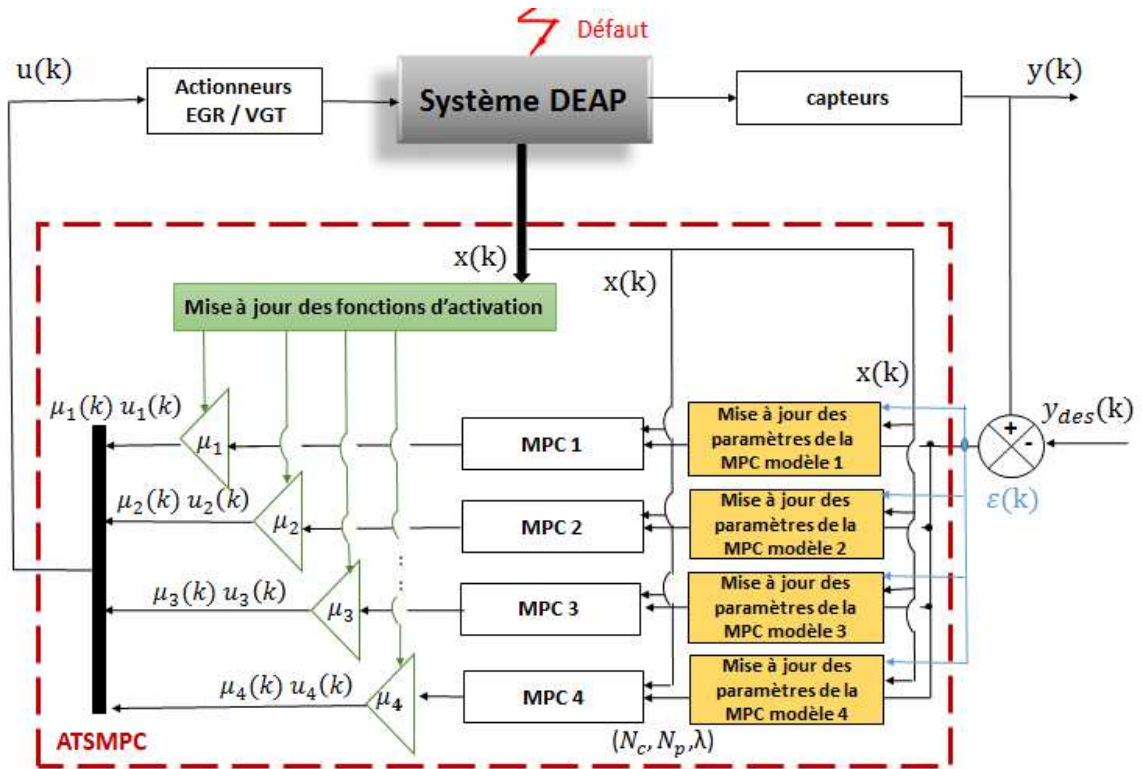 Défaut
u(k)
Actionneurs
EGR / VGT
Système DEAP
capteurs
y(k)
x(k)
x(k)
Mise à jour des fonctions d'activation
x(k)
μ₁(k) u₁(k)
μ₁
MPC 1
Mise à jour des
paramètres de la
MPC modèle 1
+
-
y_des(k)
ε(k)
μ₂(k) u₂(k)
μ₂
MPC 2
Mise à jour des
paramètres de la
MPC modèle 2
μ₃(k) u₃(k)
μ₃
MPC 3
Mise à jour des
paramètres de la
MPC modèle 3
μ₄(k) u₄(k)
μ₄
MPC 4
Mise à jour des
paramètres de la
MPC modèle 4
ATSMPC
(N_c, N_p,λ)